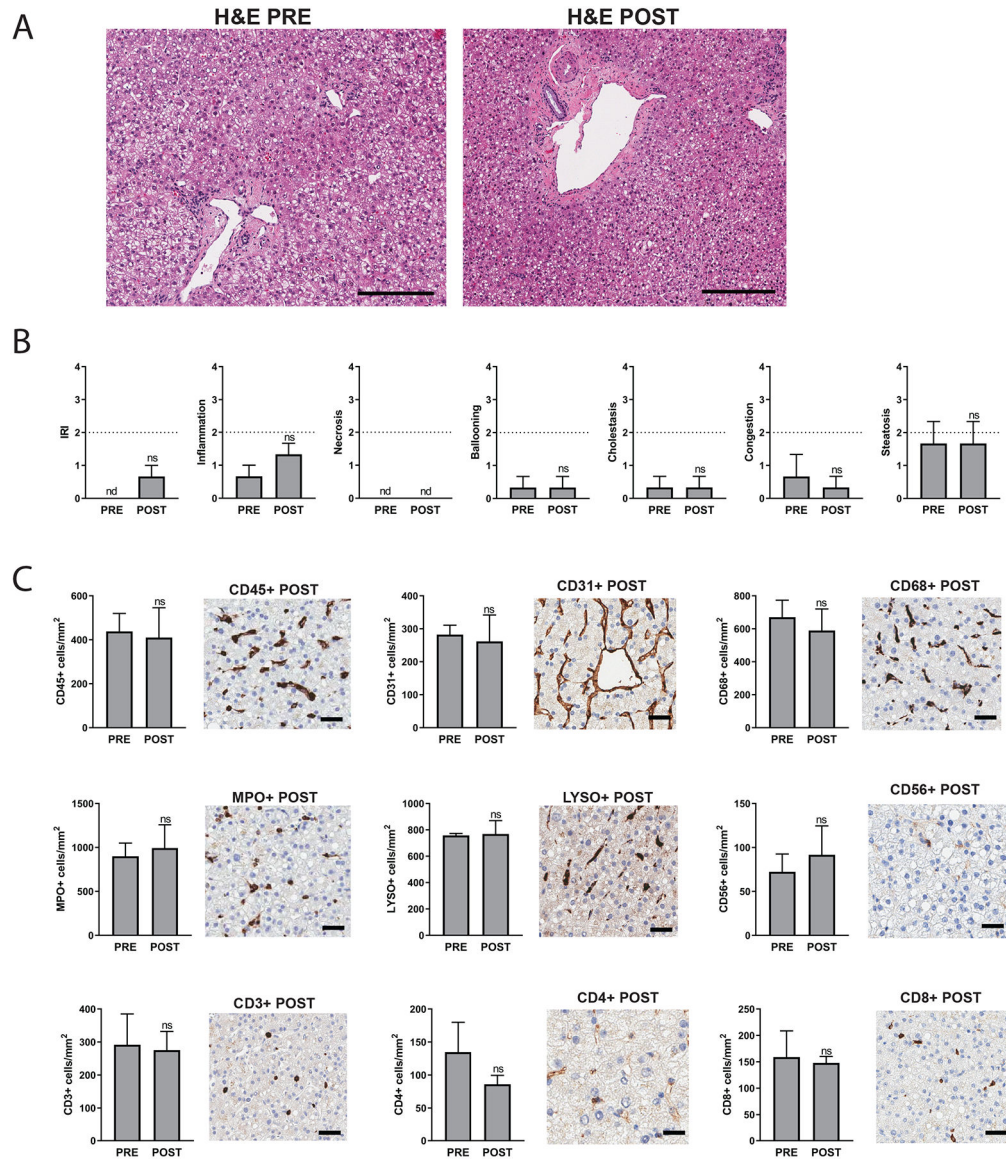 A
H&E PRE
H&E POST
B
IRI
4
3
2
1
0
nd
PRE
POST
Inflammation
4
3
2
1
0
ns
PRE
POST
Necrosis
4
3
2
1
0
nd
nd
PRE
POST
Ballooning
4
3
2
1
0
ns
PRE
POST
Cholestasis
4
3
2
1
0
ns
PRE
POST
Congestion
4
3
2
1
0
ns
PRE
POST
Steatosis
4
3
2
1
0
ns
PRE
POST
C
CD45+ cells/mm²
600
400
200
0
ns
PRE
POST
CD45+ POST
CD31+ cells/mm²
400
300
200
100
0
ns
PRE
POST
CD31+ POST
CD68+ cells/mm²
800
600
400
200
0
ns
PRE
POST
CD68+ POST
MPO+ cells/mm²
1500
1000
500
0
ns
PRE
POST
MPO+ POST
LYSO+ cells/mm²
1000
800
600
400
200
0
ns
PRE
POST
LYSO+ POST
CD56+ cells/mm²
150
100
50
0
ns
PRE
POST
CD56+ POST
CD3+ cells/mm²
400
300
200
100
0
ns
PRE
POST
CD3+ POST
CD4+ cells/mm²
200
150
100
50
0
ns
PRE
POST
CD4+ POST
CD8+ cells/mm²
250
200
150
100
50
0
ns
PRE
POST
CD8+ POST